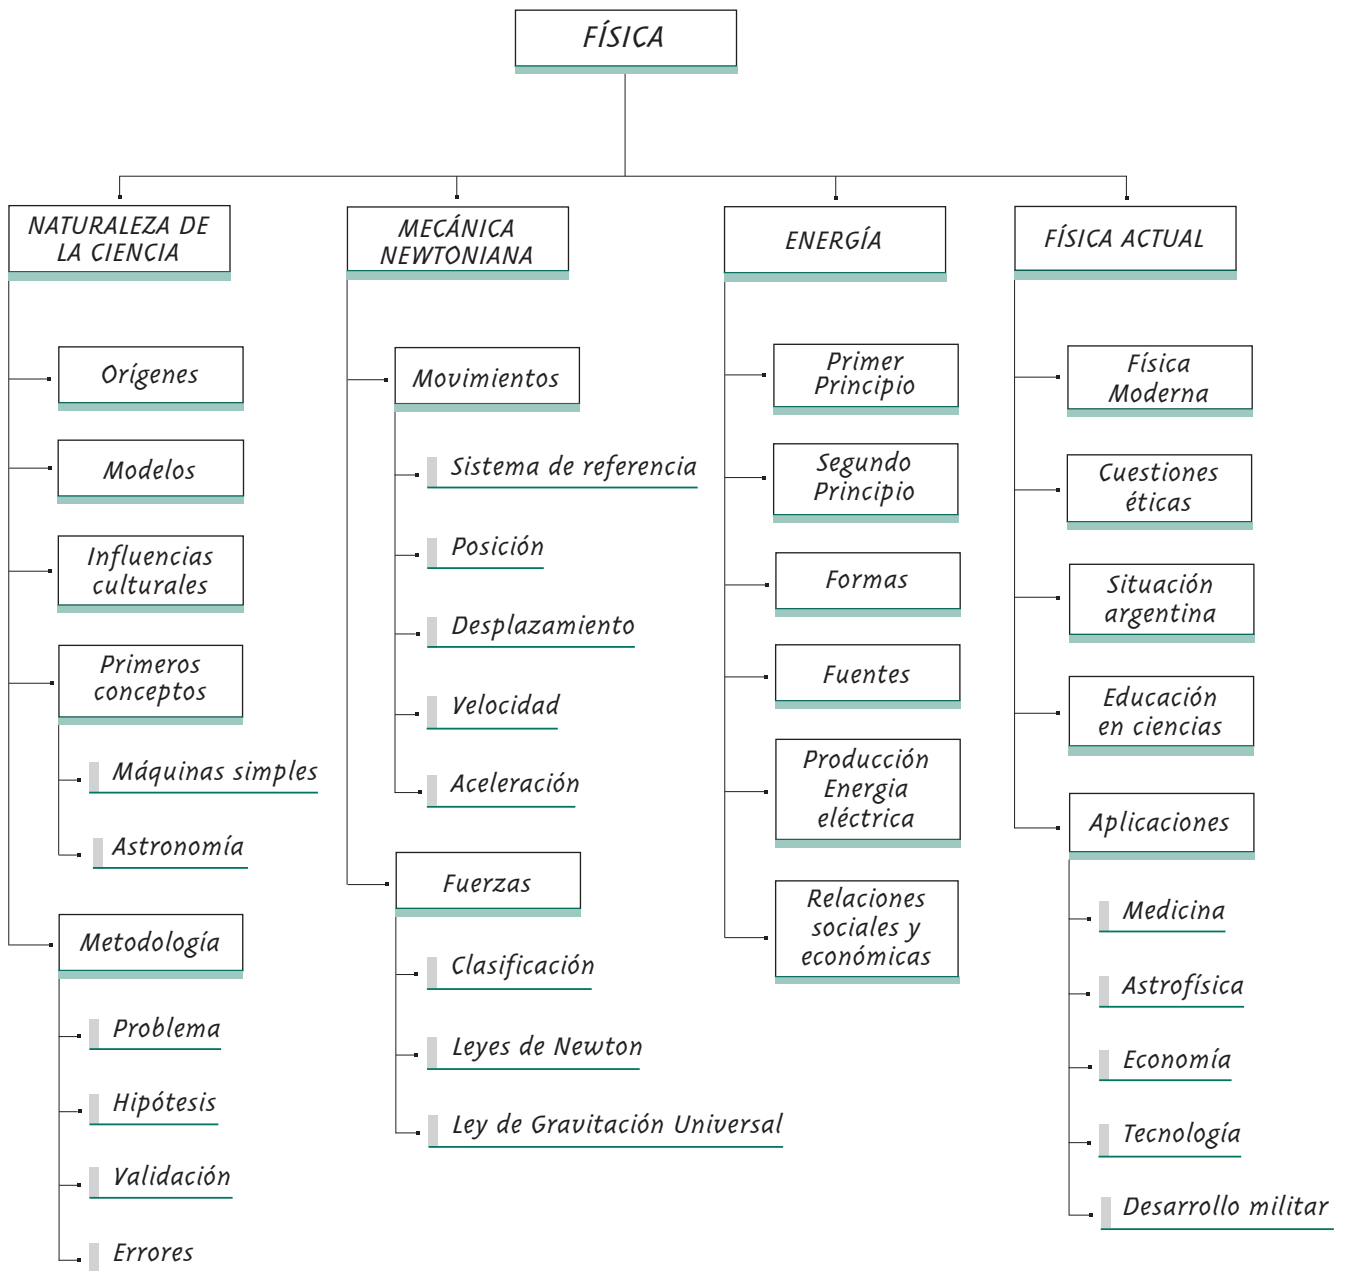 FÍSICA
NATURALEZA DE
LA CIENCIA
Orígenes
Modelos
Influencias
culturales
Primeros
conceptos
Máquinas simples
Astronomía
Metodología
Problema
Hipótesis
Validación
Errores
MECÁNICA
NEWTONIANA
Movimientos
Sistema de referencia
Posición
Desplazamiento
Velocidad
Aceleración
Fuerzas
Clasificación
Leyes de Newton
Ley de Gravitación Universal
ENERGÍA
Primer
Principio
Segundo
Principio
Formas
Fuentes
Producción
Energia
eléctrica
Relaciones
sociales y
económicas
FÍSICA ACTUAL
Física
Moderna
Cuestiones
éticas
Situación
argentina
Educación
en ciencias
Aplicaciones
Medicina
Astrofísica
Economía
Tecnología
Desarrollo militar